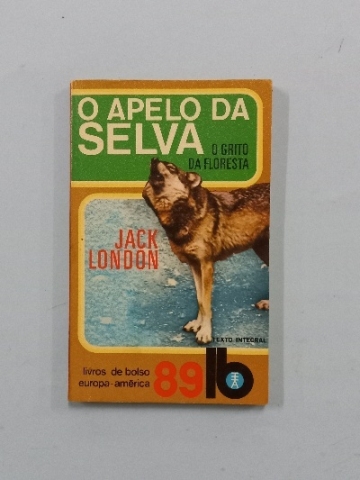 O APELO DA
SELVA
O GRITO
DA FLORESTA
JACK
LONDON
TEXTO INTEGRAL
livros de bolso
europa-américa
89
lb